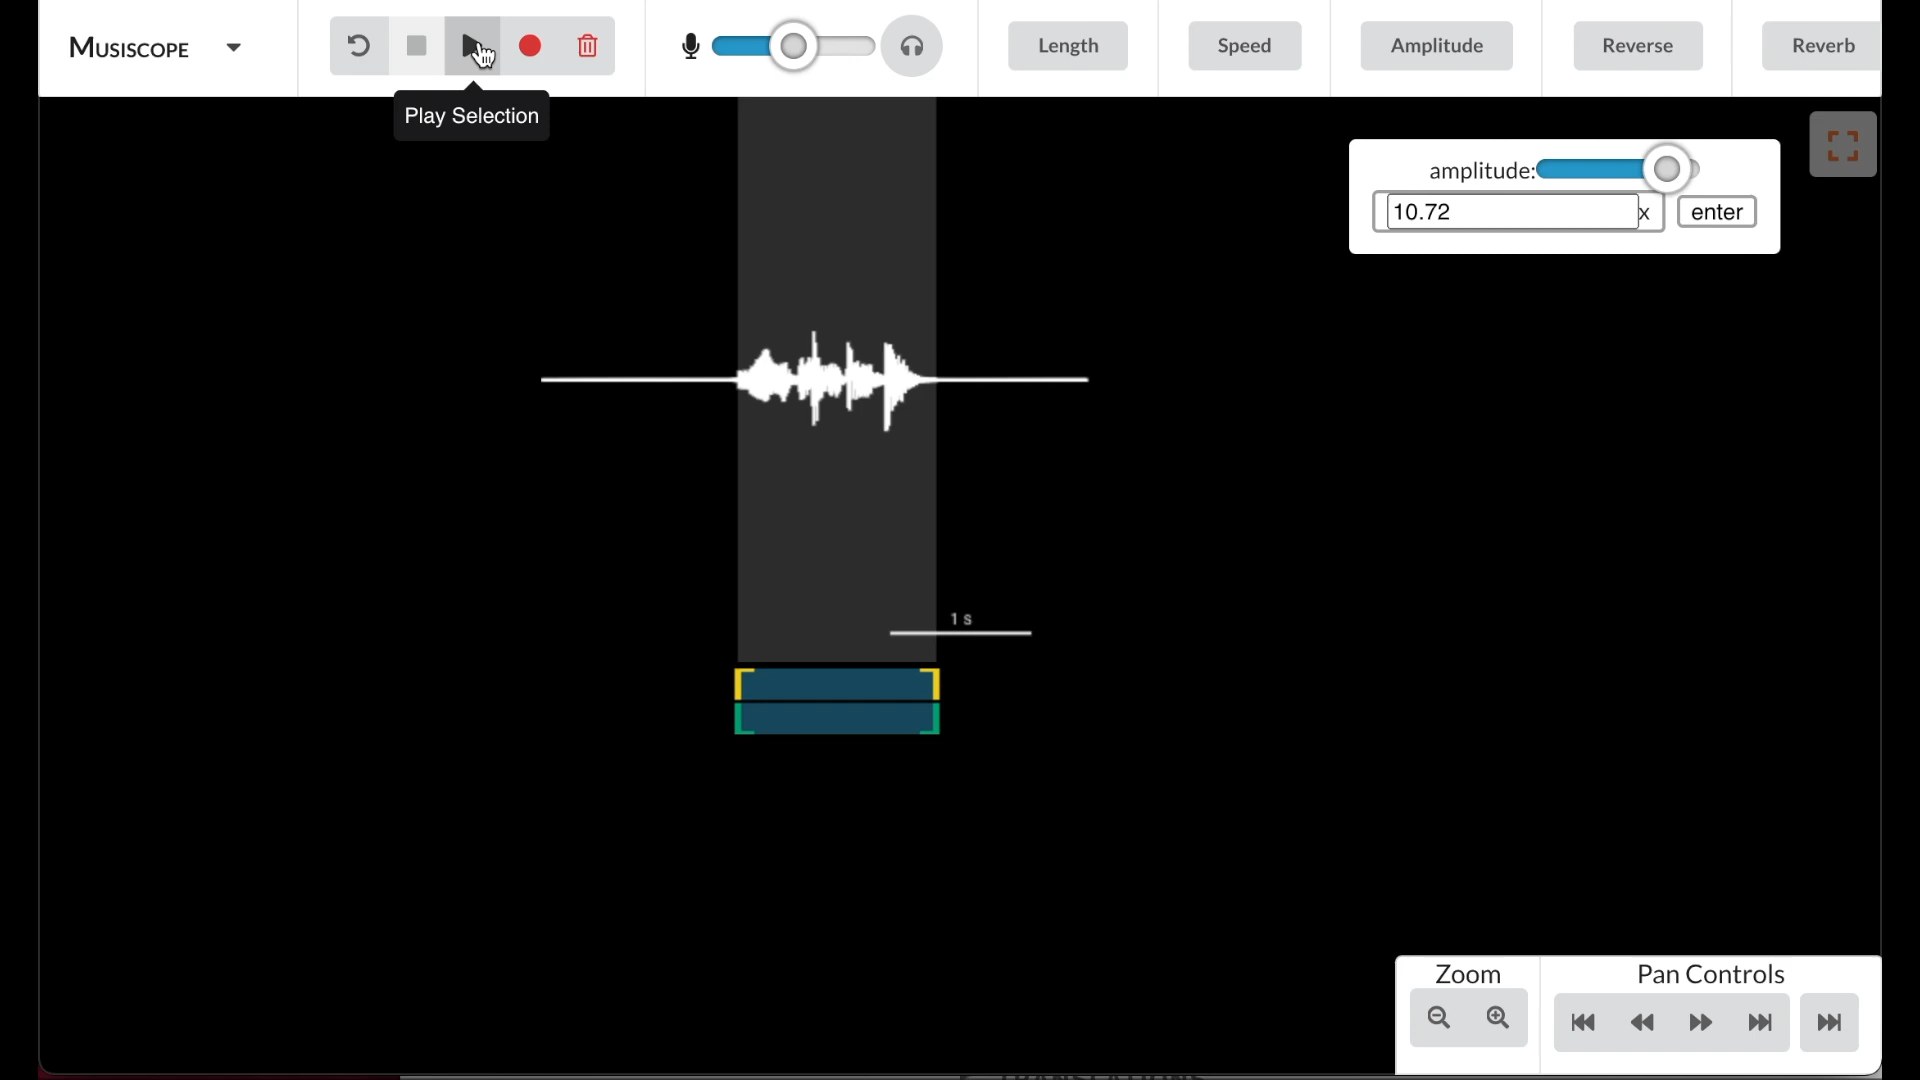 Musiscope
Length
Speed
Amplitude
Reverse
Reverb
Play Selection
amplitude:
10.72
x
enter
1 s
Zoom
Pan Controls